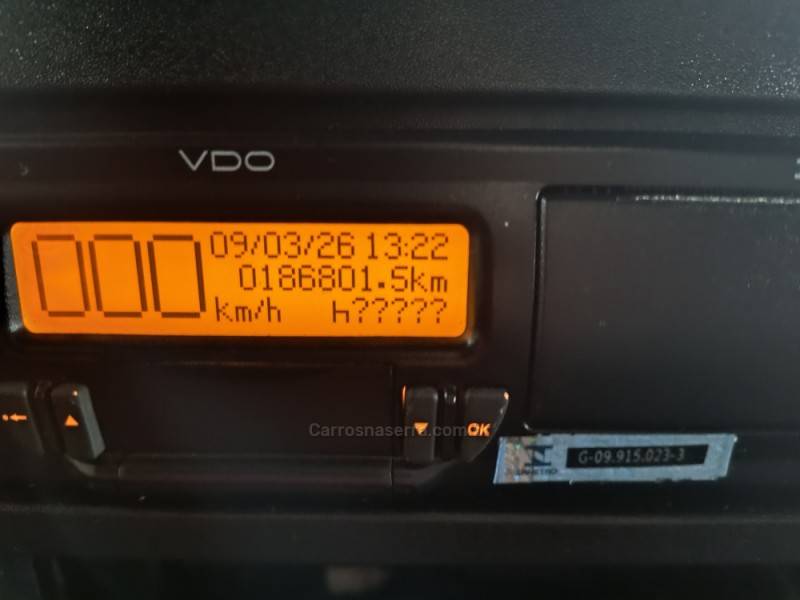 VDO
000
09/03/26 13:22
0186801.5km
km/h h?????
OK
Carrosnaserra.com
G-09.915.023-3